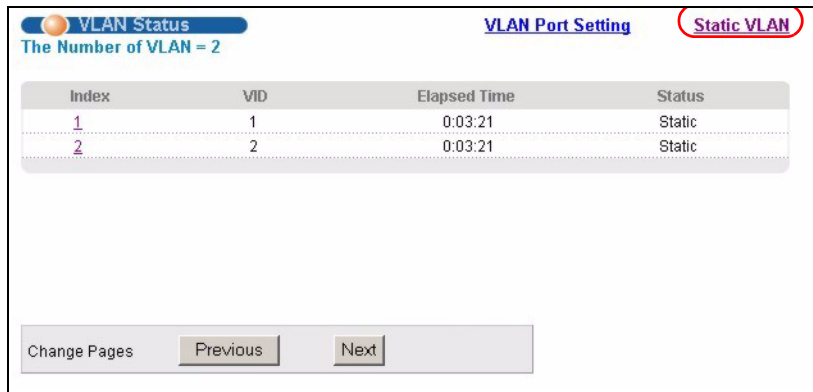 VLAN Status VLAN Port Setting Static VLAN
The Number of VLAN = 2
Index VID Elapsed Time Status
1 1 0:03:21 Static
2 2 0:03:21 Static
Change Pages Previous Next